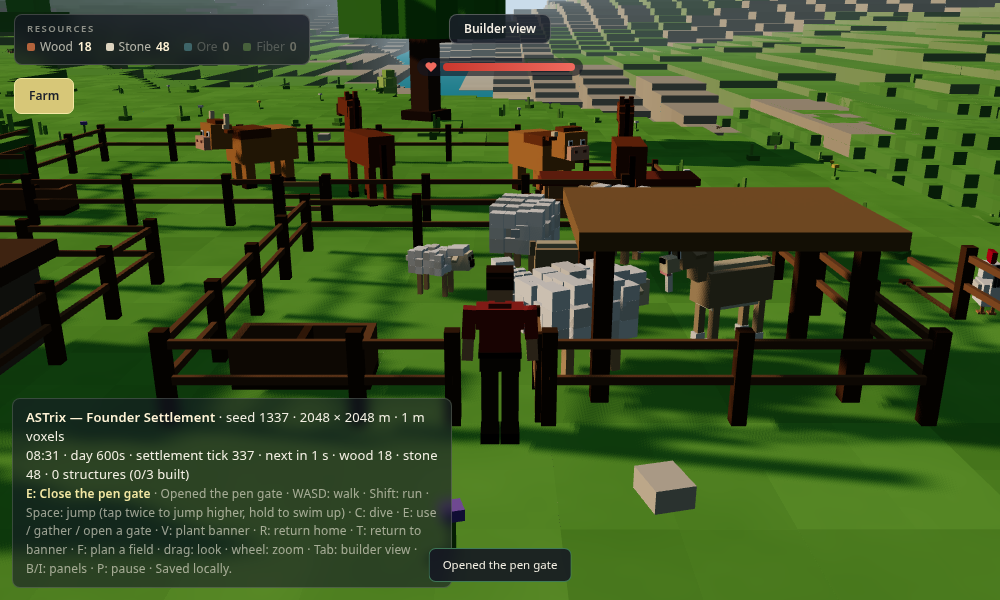 RESOURCES
Wood 18 Stone 48 Ore 0 Fiber 0
Builder view
Farm
ASTrix — Founder Settlement · seed 1337 · 2048 × 2048 m · 1 m
voxels
08:31 · day 600s · settlement tick 337 · next in 1 s · wood 18 · stone
48 · 0 structures (0/3 built)
E: Close the pen gate · Opened the pen gate · WASD: walk · Shift: run ·
Space: jump (tap twice to jump higher, hold to swim up) · C: dive · E: use
/ gather / open a gate · V: plant banner · R: return home · T: return to
banner · F: plan a field · drag: look · wheel: zoom · Tab: builder view ·
B/I: panels · P: pause · Saved locally.
Opened the pen gate